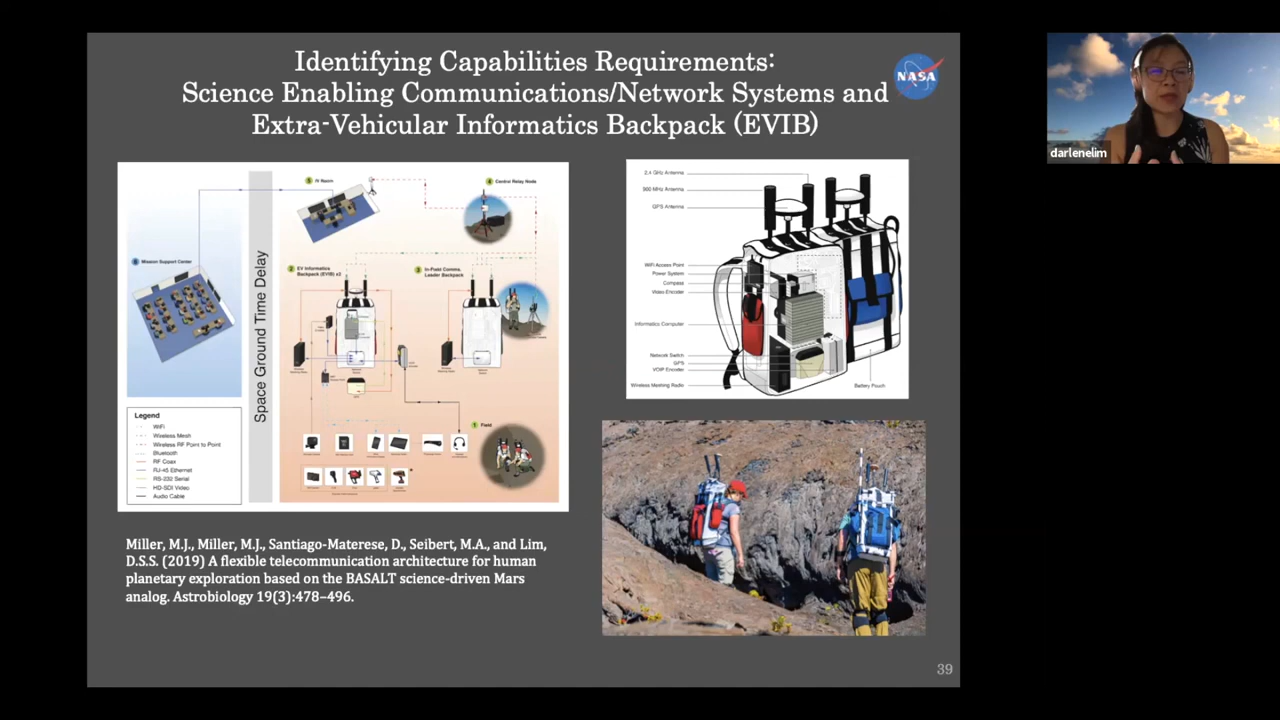 Identifying Capabilities Requirements:
Science Enabling Communications/Network Systems and
Extra-Vehicular Informatics Backpack (EVIB)
NASA
darlenelim
5 IV Room
4 Central Relay Node
6 Mission Support Center
Space Ground Time Delay
2 EV Informatics
Backpack (EVIB) x2
3 In-Field Comms.
Leader Backpack
1 Field
Legend
WiFi
Wireless Mesh
Wireless RF Point to Point
Bluetooth
RF Coax
RJ-45 Ethernet
RS-232 Serial
HD-SDI Video
Audio Cable
2.4 GHz Antenna
900 MHz Antenna
GPS Antenna
WiFi Access Point
Power System
Compass
Video Encoder
Informatics Computer
Network Switch
GPS
VOIP Encoder
Wireless Meshing Radio
Battery Pouch
Miller, M.J., Miller, M.J., Santiago-Materese, D., Seibert, M.A., and Lim,
D.S.S. (2019) A flexible telecommunication architecture for human
planetary exploration based on the BASALT science-driven Mars
analog. Astrobiology 19(3):478–496.
39